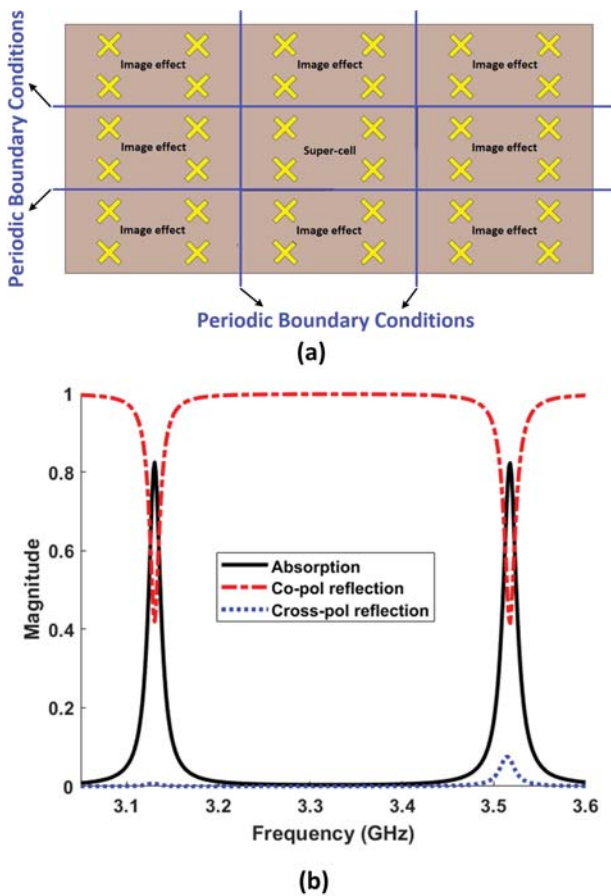 Periodic Boundary Conditions
Image effect
Image effect
Image effect
Image effect
Super-cell
Image effect
Image effect
Image effect
Image effect
Periodic Boundary Conditions
(a)
Magnitude
1
0.8
0.6
0.4
0.2
0
Absorption
Co-pol reflection
Cross-pol reflection
3.1
3.2
3.3
3.4
3.5
3.6
Frequency (GHz)
(b)